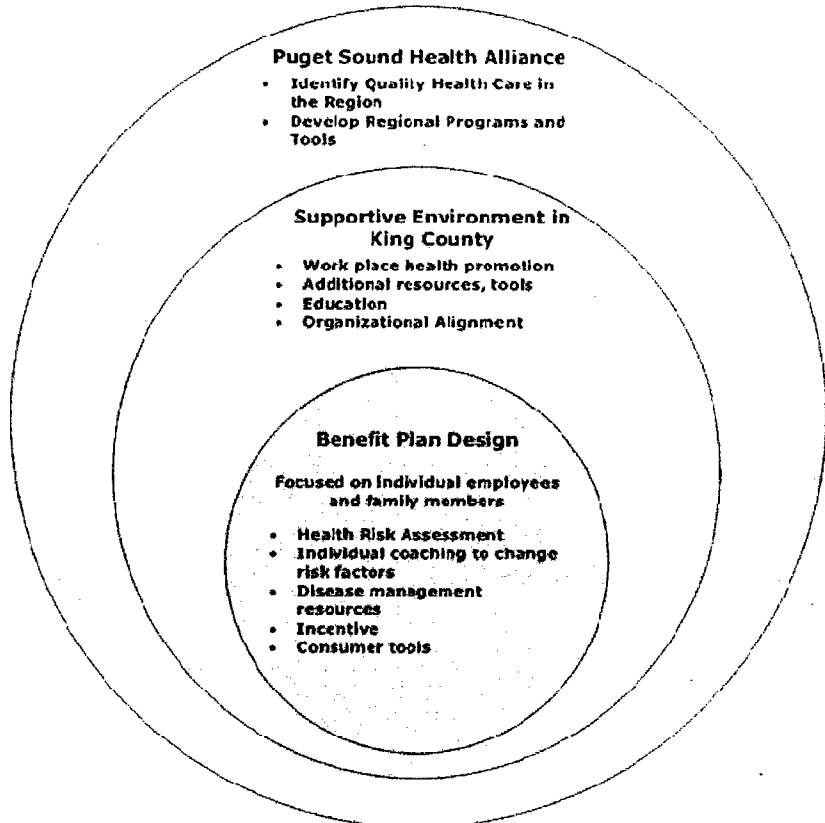 Puget Sound Health Alliance
• Identify Quality Health Care in
the Region
• Develop Regional Programs and
Tools
Supportive Environment in
King County
• Work place health promotion
• Additional resources, tools
• Education
• Organizational Alignment
Benefit Plan Design
Focused on individual employees
and family members
• Health Risk Assessment
• Individual coaching to change
risk factors
• Disease management
resources
• Incentive
• Consumer tools